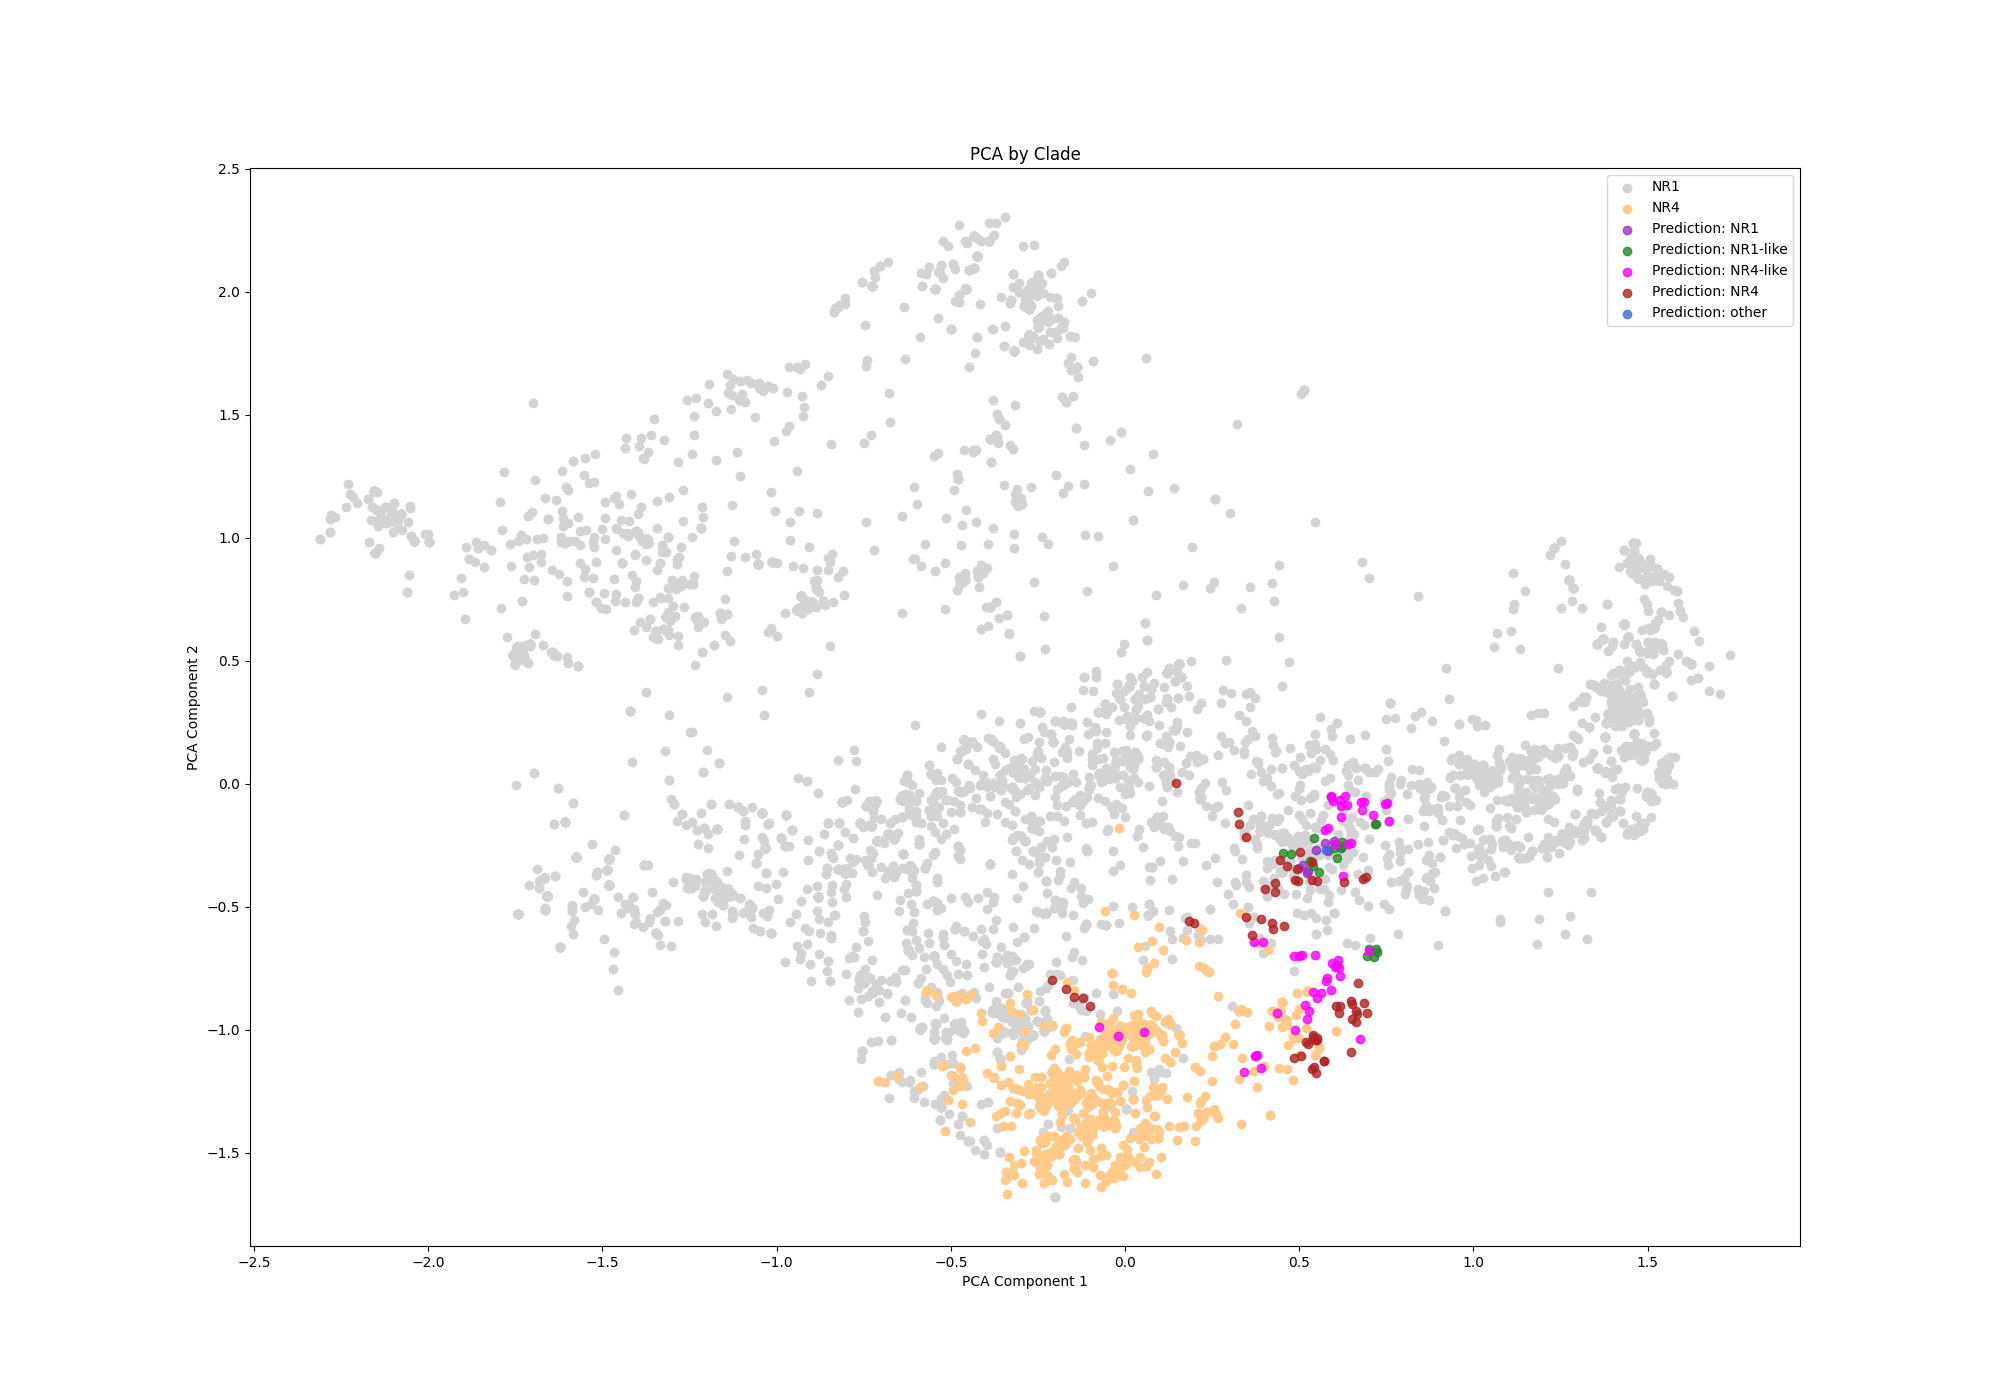 PCA by Clade
NR1
NR4
Prediction: NR1
Prediction: NR1-like
Prediction: NR4-like
Prediction: NR4
Prediction: other
2.5
2.0
1.5
1.0
0.5
0.0
−0.5
−1.0
−1.5
PCA Component 2
−2.5 −2.0 −1.5 −1.0 −0.5 0.0 0.5 1.0 1.5
PCA Component 1